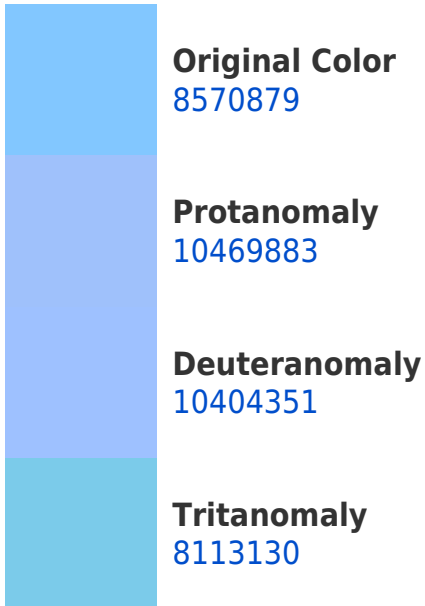 Original Color
8570879
Protanomaly
10469883
Deuteranomaly
10404351
Tritanomaly
8113130